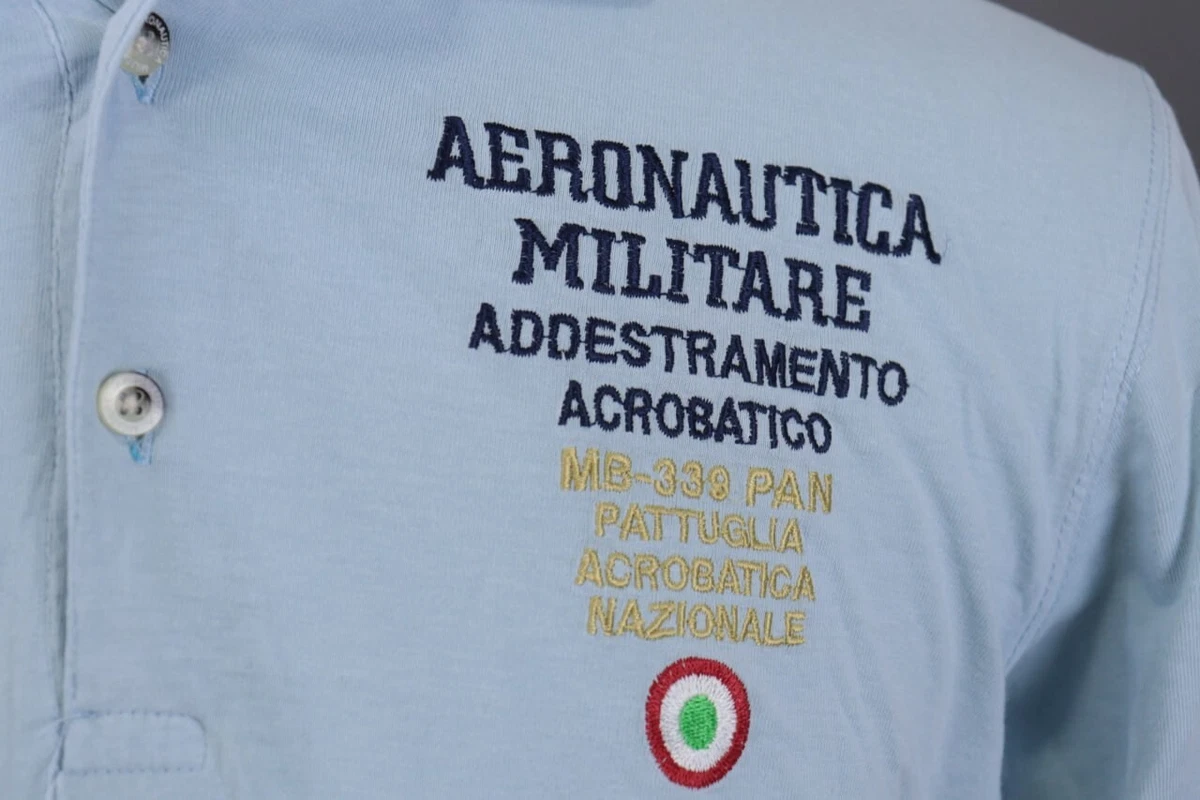 AERONAUTICA
MILITARE
ADDESTRAMENTO
ACROBATICO
MB-339 PAN
PATTUGLIA
ACROBATICA
NAZIONALE